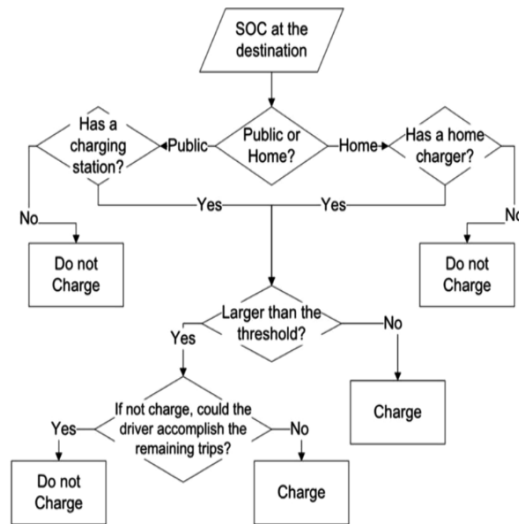 SOC at the
destination
Has a
charging
station?
Public
Public or
Home?
Home
Has a home
charger?
No
Yes
Yes
No
Do not
Charge
Do not
Charge
Larger than the
threshold?
Yes
No
Charge
If not charge, could the
driver accomplish the
remaining trips?
Yes
No
Do not
Charge
Charge